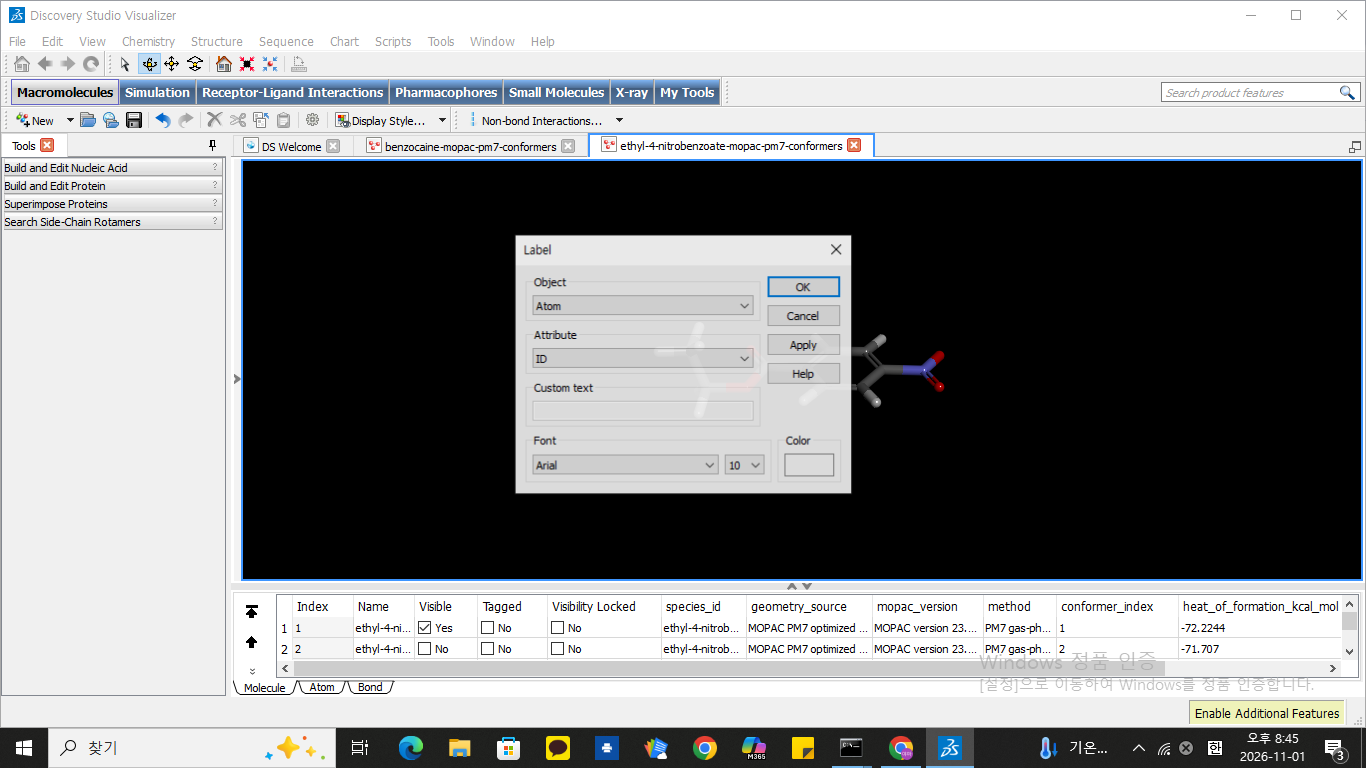 Discovery Studio Visualizer
File Edit View Chemistry Structure Sequence Chart Scripts Tools Window Help
Macromolecules Simulation Receptor-Ligand Interactions Pharmacophores Small Molecules X-ray My Tools
Search product features
New Display Style... Non-bond Interactions...
Tools
DS Welcome benzocaine-mopac-pm7-conformers ethyl-4-nitrobenzoate-mopac-pm7-conformers
Build and Edit Nucleic Acid ?
Build and Edit Protein ?
Superimpose Proteins ?
Search Side-Chain Rotamers ?
Label
Object
OK
Atom
Cancel
Attribute
Apply
ID
Help
Custom text
Font
Color
Arial 10
Index Name Visible Tagged Visibility Locked species_id geometry_source mopac_version method conformer_index heat_of_formation_kcal_mol
1 1 ethyl-4-ni... Yes No No ethyl-4-nitrob... MOPAC PM7 optimized ... MOPAC version 23.... PM7 gas-ph... 1 -72.2244
2 2 ethyl-4-ni... No No No ethyl-4-nitrob... MOPAC PM7 optimized ... MOPAC version 23.... PM7 gas-ph... 2 -71.707
Windows 정품 인증
[설정]으로 이동하여 Windows를 정품 인증합니다.
Molecule Atom Bond
Enable Additional Features
찾기
M365
기온...
한
오후 8:45
2026-11-01
3